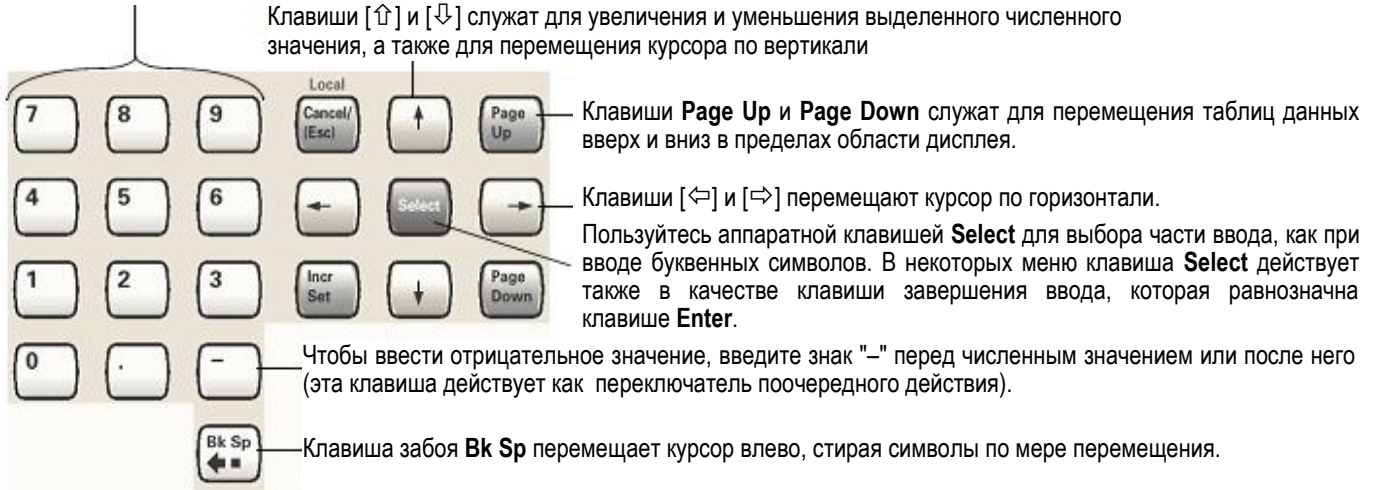 Клавиши [⇧] и [⇩] служат для увеличения и уменьшения выделенного численного
значения, а также для перемещения курсора по вертикали
Local
7
8
9
Cancel/
(Esc)
↑
Page
Up
Клавиши Page Up и Page Down служат для перемещения таблиц данных
вверх и вниз в пределах области дисплея.
4
5
6
←
Select
→
Клавиши [⇦] и [⇨] перемещают курсор по горизонтали.
Пользуйтесь аппаратной клавишей Select для выбора части ввода, как при
вводе буквенных символов. В некоторых меню клавиша Select действует
также в качестве клавиши завершения ввода, которая равнозначна
клавише Enter.
1
2
3
Incr
Set
↓
Page
Down
0
.
–
Чтобы ввести отрицательное значение, введите знак "–" перед численным значением или после него
(эта клавиша действует как переключатель поочередного действия).
Bk Sp
Клавиша забоя Bk Sp перемещает курсор влево, стирая символы по мере перемещения.